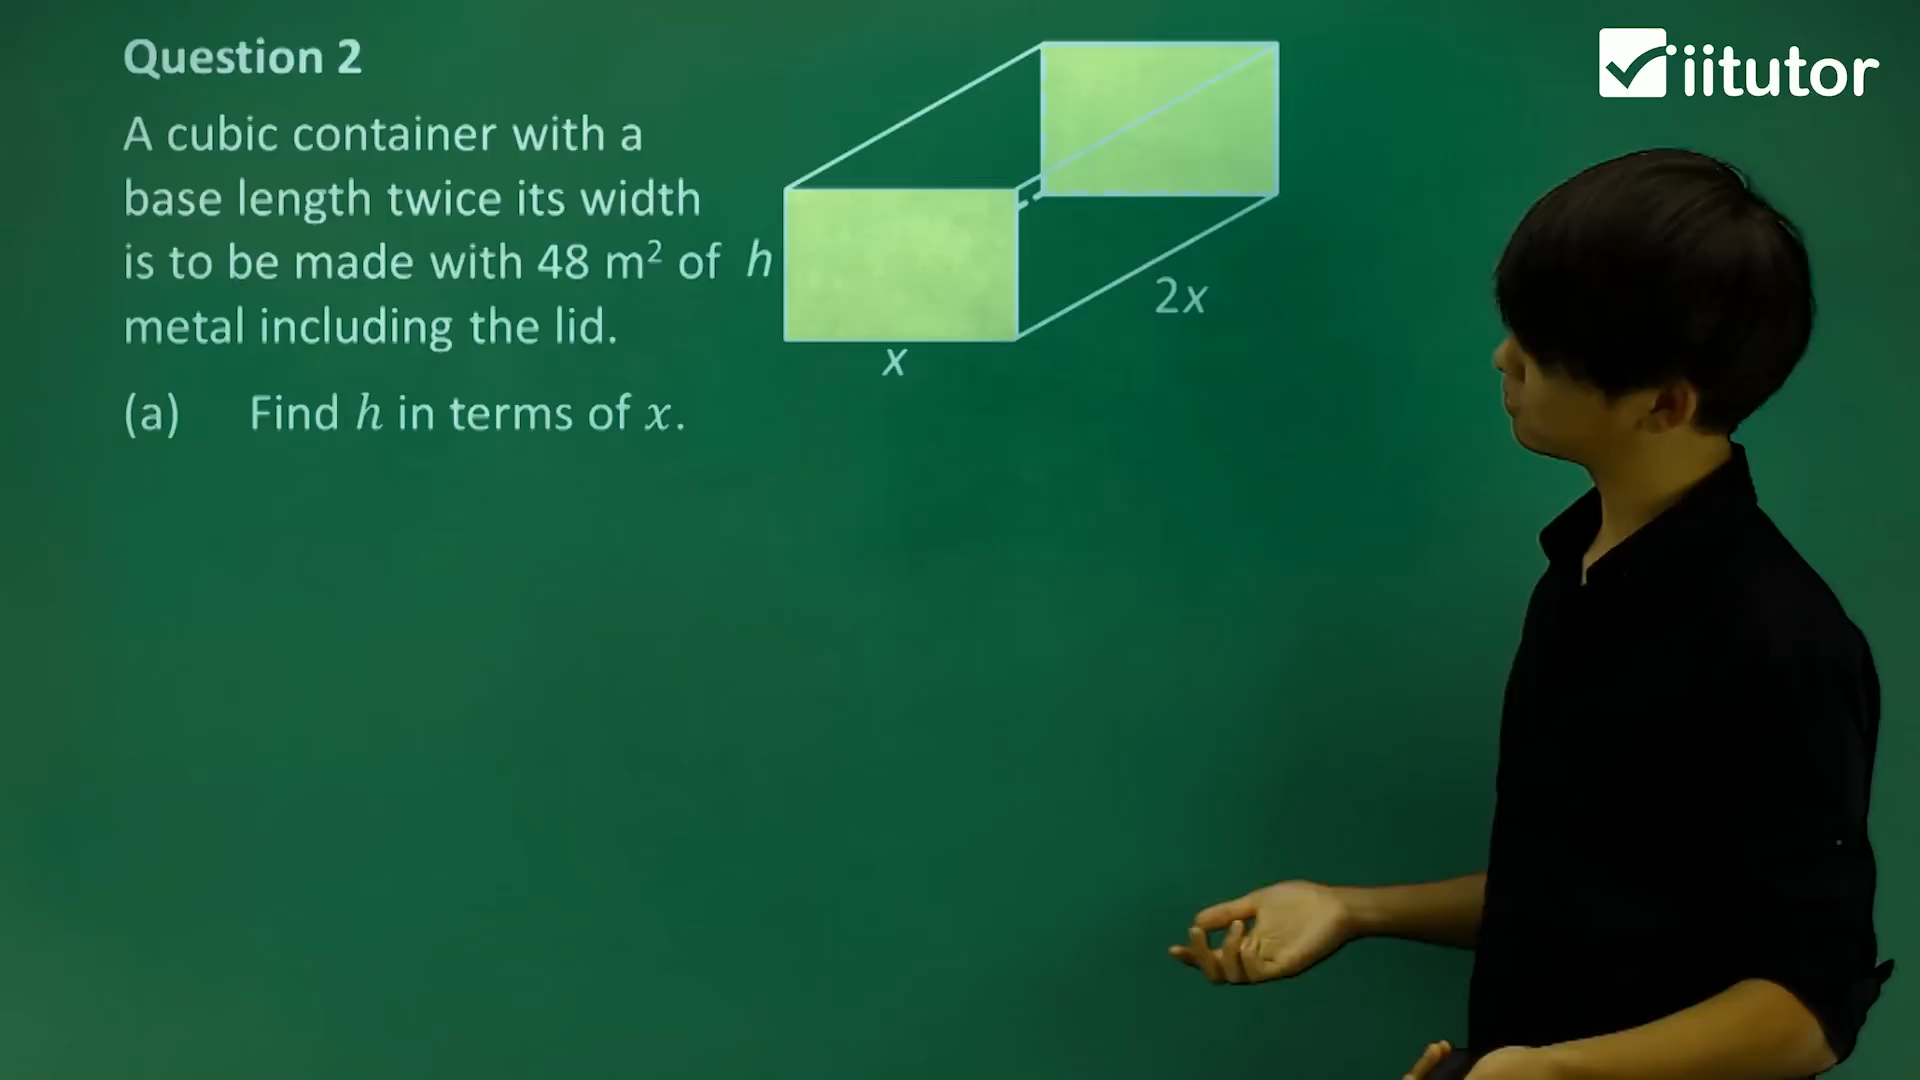 Question 2
A cubic container with a
base length twice its width
is to be made with 48 m² of
metal including the lid.
(a) Find h in terms of x.
h
x
2x
iitutor